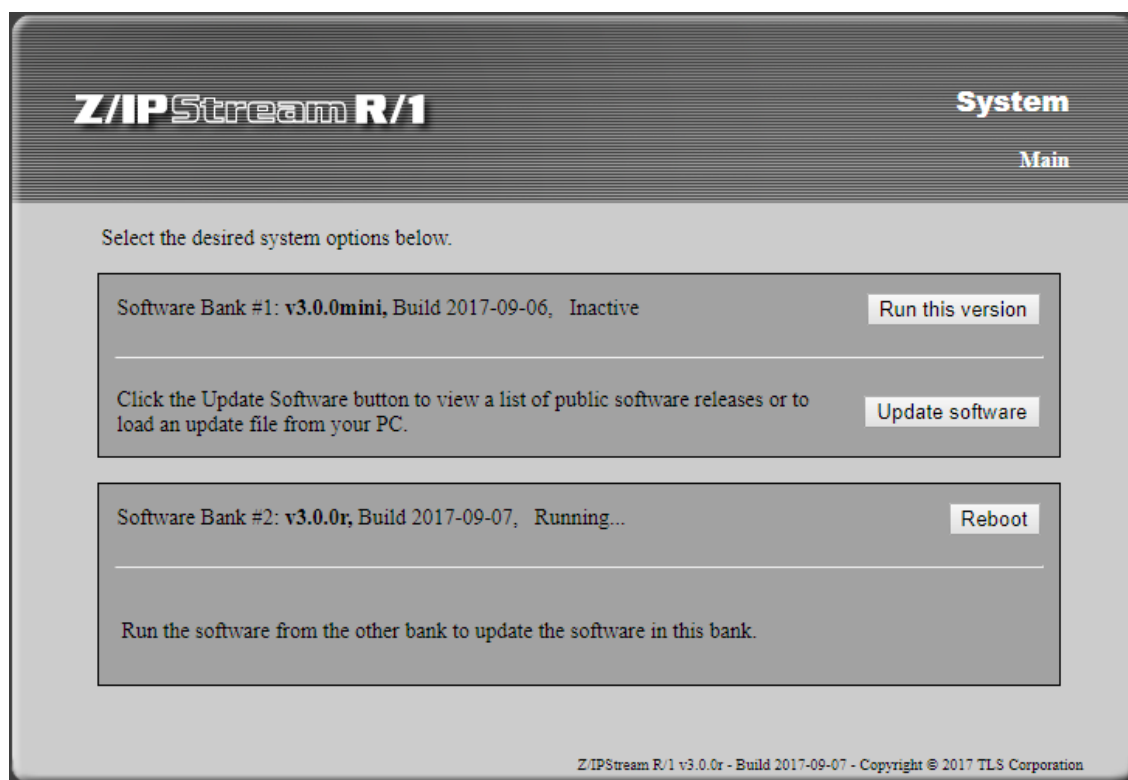 Z/IPStream R/1
System
Main
Select the desired system options below.
Software Bank #1: v3.0.0mini, Build 2017-09-06, Inactive
Run this version
Click the Update Software button to view a list of public software releases or to
load an update file from your PC.
Update software
Software Bank #2: v3.0.0r, Build 2017-09-07, Running...
Reboot
Run the software from the other bank to update the software in this bank.
Z/IPStream R/1 v3.0.0r - Build 2017-09-07 - Copyright © 2017 TLS Corporation